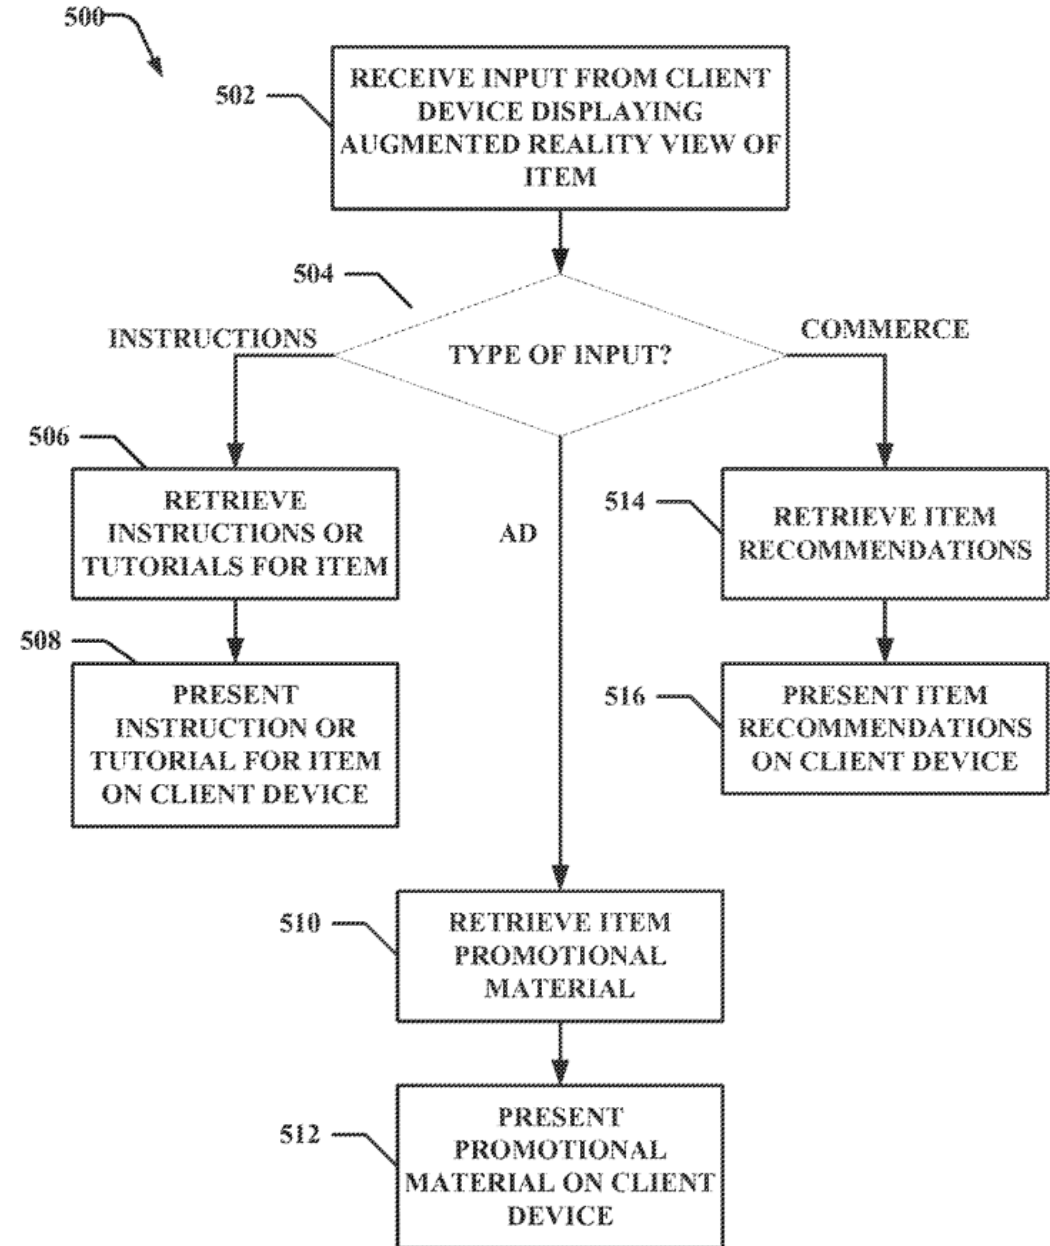 500
502
RECEIVE INPUT FROM CLIENT
DEVICE DISPLAYING
AUGMENTED REALITY VIEW OF
ITEM
504
TYPE OF INPUT?
INSTRUCTIONS
COMMERCE
AD
506
RETRIEVE
INSTRUCTIONS OR
TUTORIALS FOR ITEM
508
PRESENT
INSTRUCTION OR
TUTORIAL FOR ITEM
ON CLIENT DEVICE
514
RETRIEVE ITEM
RECOMMENDATIONS
516
PRESENT ITEM
RECOMMENDATIONS
ON CLIENT DEVICE
510
RETRIEVE ITEM
PROMOTIONAL
MATERIAL
512
PRESENT
PROMOTIONAL
MATERIAL ON CLIENT
DEVICE